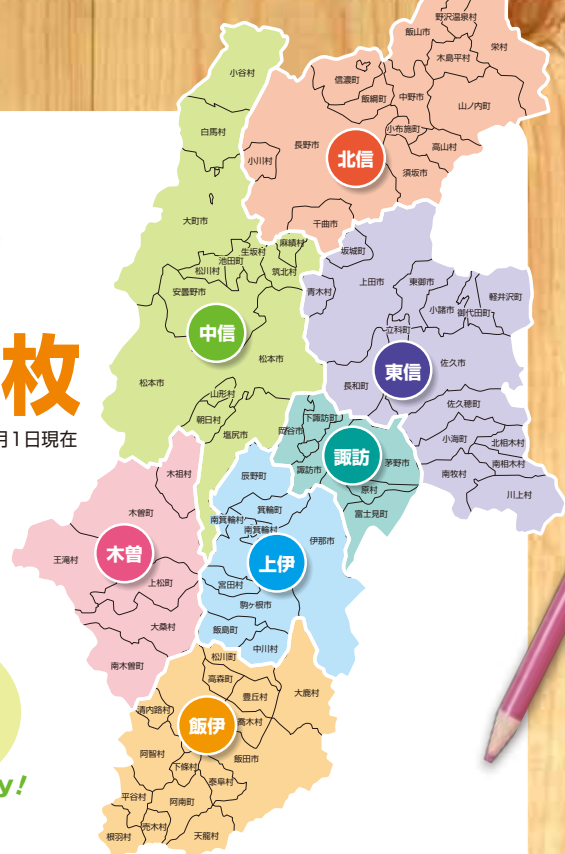 野沢温泉村
飯山市
栄村
木島平村
信濃町
飯綱町
中野市
山ノ内町
小布施町
長野市
高山村
北信
小川村
須坂市
千曲市
小谷村
白馬村
大町市
麻績村
生坂村
池田町
松川村
筑北村
安曇野市
中信
松本市
松本市
山形村
朝日村
塩尻市
坂城町
上田市
東御市
青木村
軽井沢町
小諸市
御代田町
立科町
東信
佐久市
長和町
佐久穂町
小海町
北相木村
南相木村
南牧村
川上村
枚
月1日現在
下諏訪町
岡谷市
諏訪
諏訪市
茅野市
原村
富士見町
木祖村
木曽町
木曽
王滝村
上松町
大桑村
南木曽町
辰野町
箕輪町
南箕輪村
南箕輪村
伊那市
上伊
宮田村
駒ヶ根市
飯島町
中川村
松川町
高森町
大鹿村
豊丘村
清内路村
飯伊
喬木村
阿智村
飯田市
下條村
泰阜村
平谷村
阿南町
売木村
根羽村
天龍村
y!